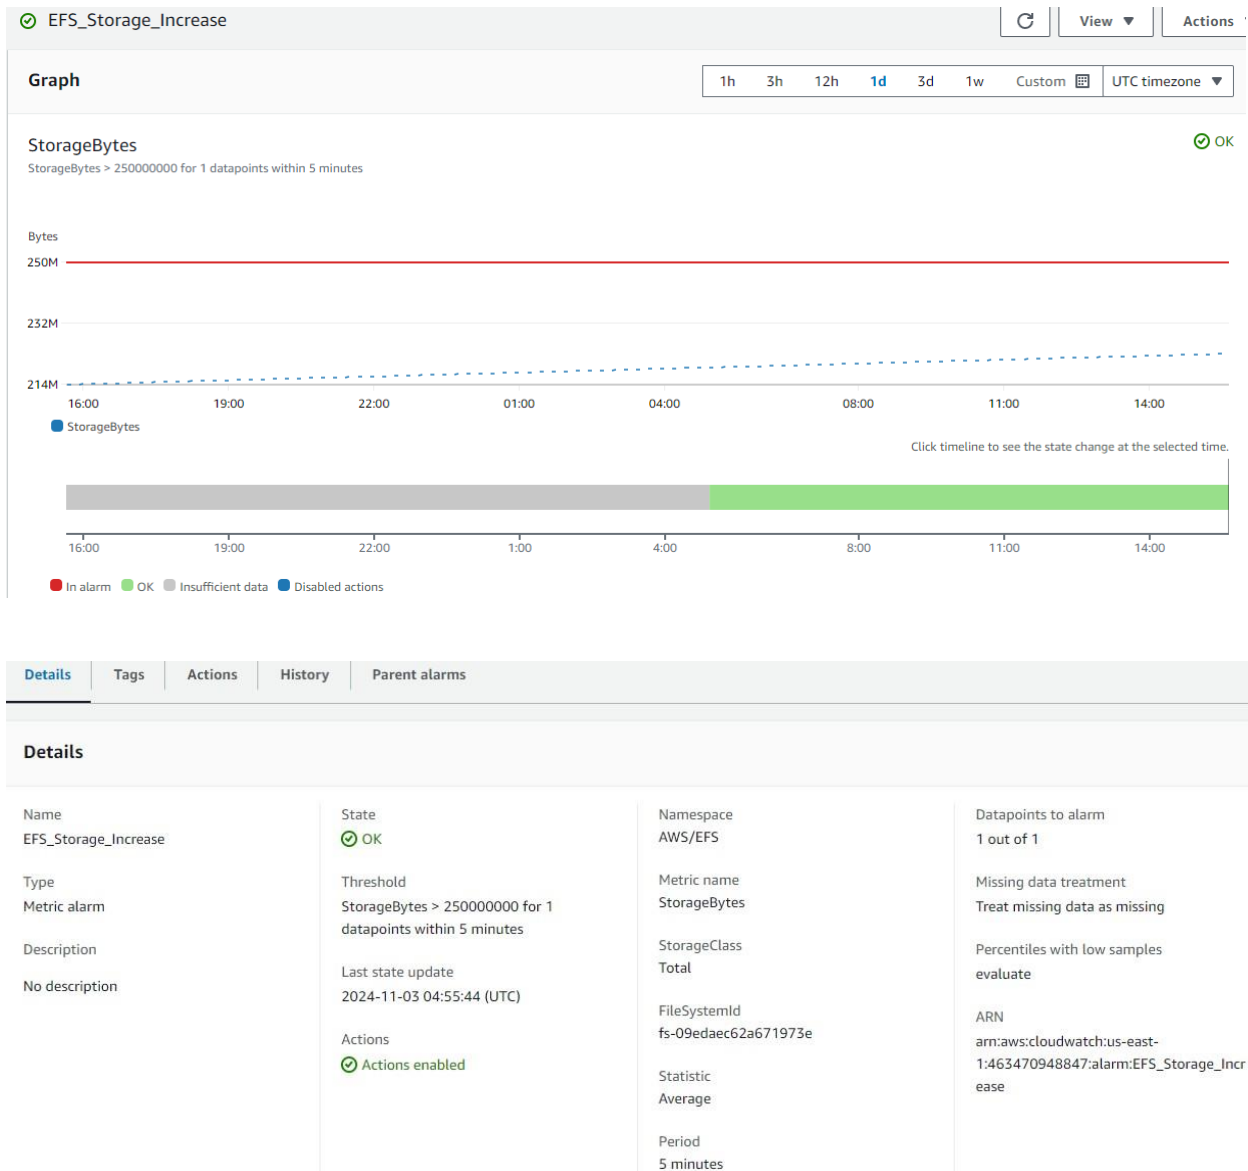 EFS_Storage_Increase
View
Actions
Graph
1h 3h 12h 1d 3d 1w Custom UTC timezone
StorageBytes
OK
StorageBytes > 250000000 for 1 datapoints within 5 minutes
Bytes
250M
232M
214M
16:00 19:00 22:00 01:00 04:00 08:00 11:00 14:00
StorageBytes
Click timeline to see the state change at the selected time.
16:00 19:00 22:00 1:00 4:00 8:00 11:00 14:00
In alarm OK Insufficient data Disabled actions
Details Tags Actions History Parent alarms
Details
Name
EFS_Storage_Increase
Type
Metric alarm
Description
No description
State
OK
Threshold
StorageBytes > 250000000 for 1
datapoints within 5 minutes
Last state update
2024-11-03 04:55:44 (UTC)
Actions
Actions enabled
Namespace
AWS/EFS
Metric name
StorageBytes
StorageClass
Total
FileSystemId
fs-09edaec62a671973e
Statistic
Average
Period
5 minutes
Datapoints to alarm
1 out of 1
Missing data treatment
Treat missing data as missing
Percentiles with low samples
evaluate
ARN
arn:aws:cloudwatch:us-east-
1:463470948847:alarm:EFS_Storage_Incr
ease